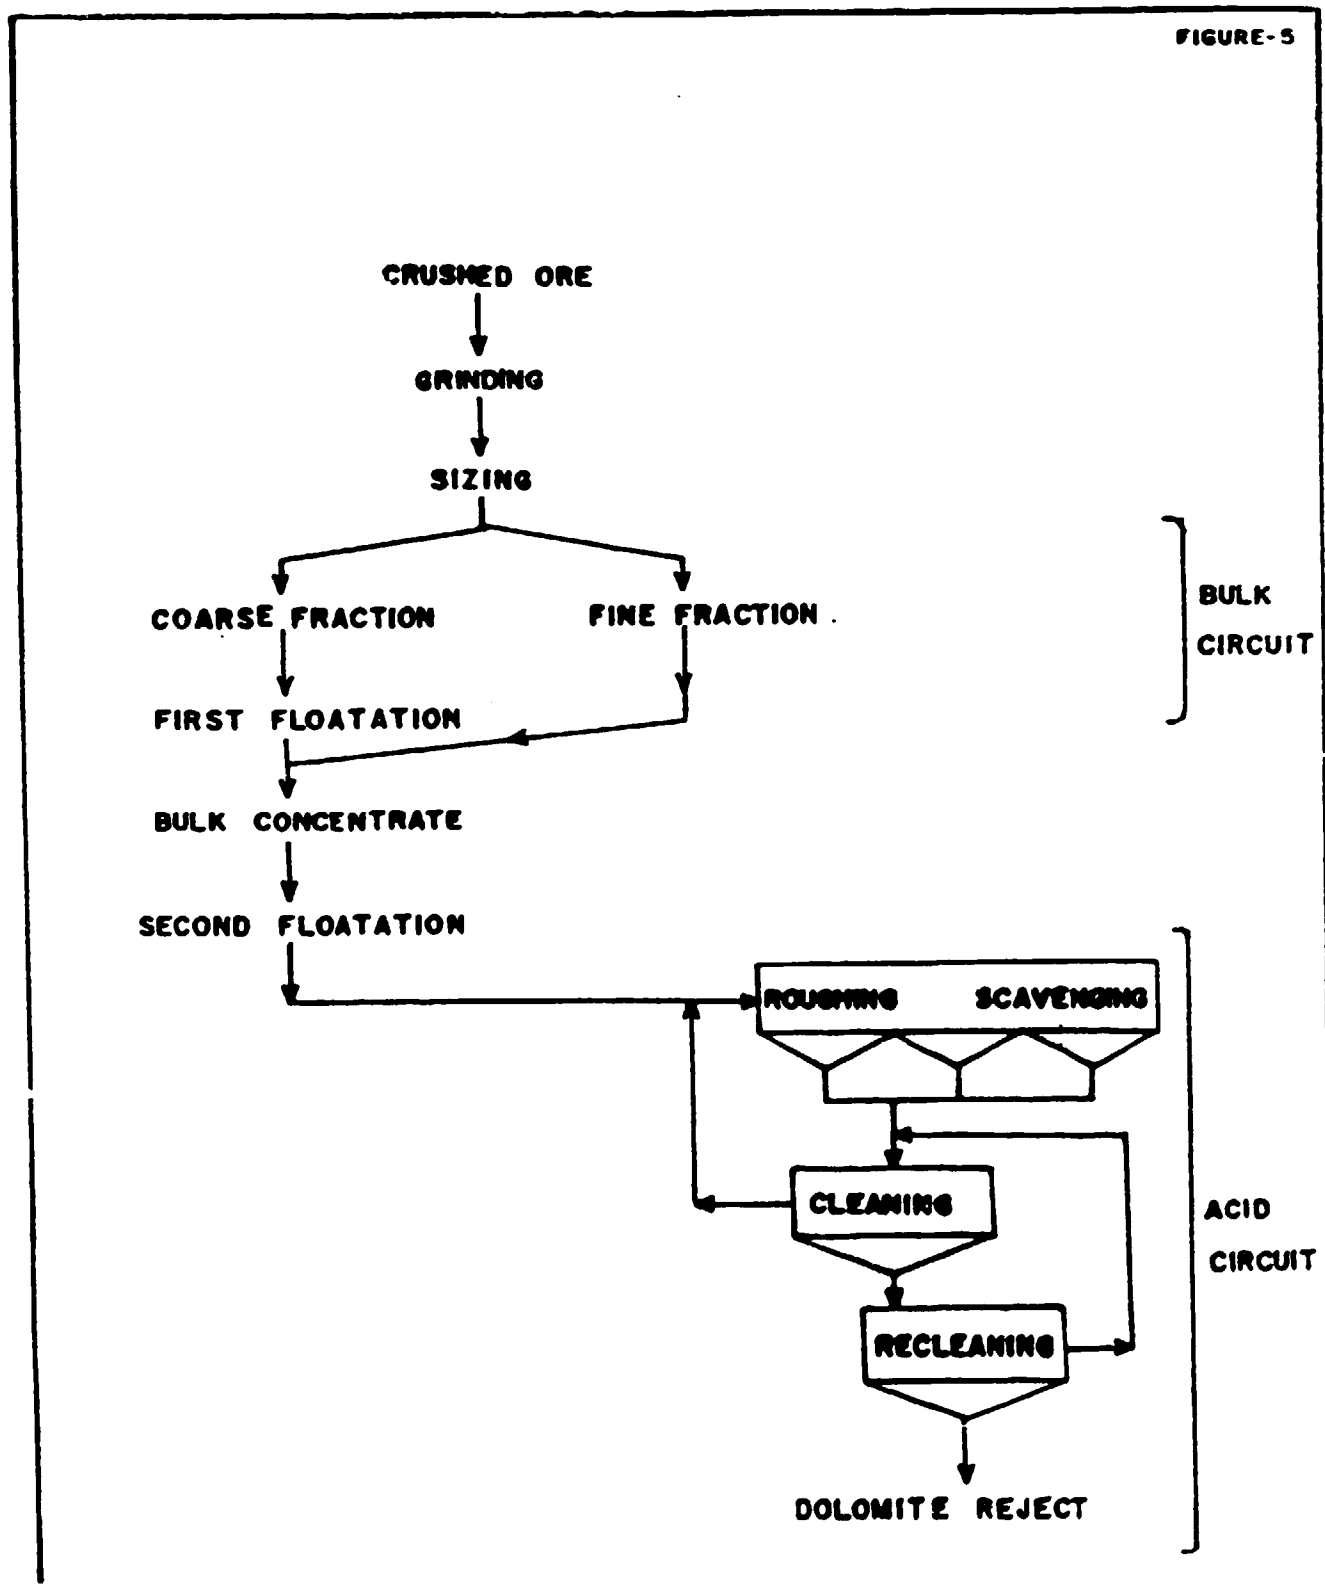 FIGURE-5
CRUSHED ORE
GRINDING
SIZING
COARSE FRACTION
FINE FRACTION
BULK
CIRCUIT
FIRST FLOATATION
BULK CONCENTRATE
SECOND FLOATATION
ROUGHING SCAVENGING
CLEANING
ACID
CIRCUIT
RECLEANING
DOLOMITE REJECT